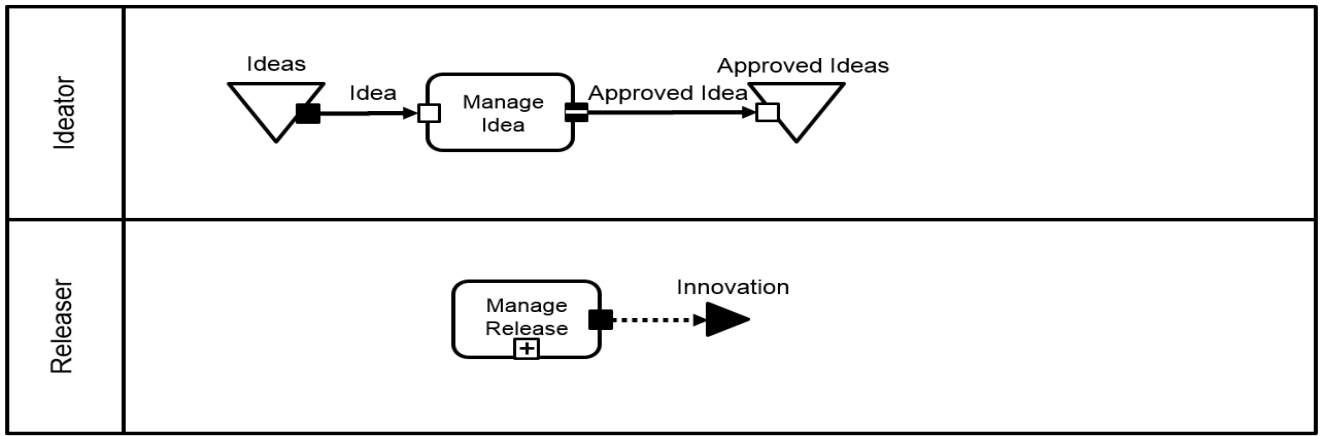 Ideator
Ideas
Idea
Manage
Idea
Approved Idea
Approved Ideas
Releaser
Manage
Release
Innovation